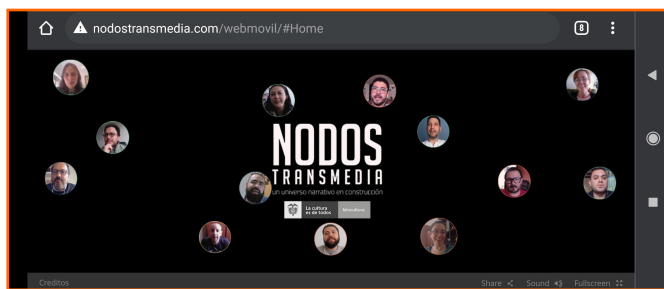 nodostransmedia.com/webmovil/#Home
8
NODOS
TRANSMEDIA
un universo narrativo en construcción
La cultura
es de todos
Mincultura
Creditos
Share
Sound
Fullscreen